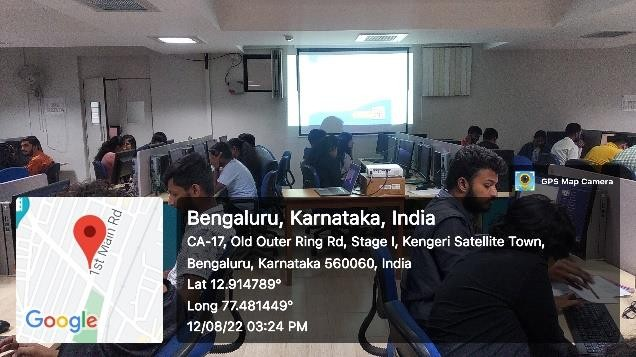 GPS Map Camera
Bengaluru, Karnataka, India
CA-17, Old Outer Ring Rd, Stage I, Kengeri Satellite Town,
Bengaluru, Karnataka 560060, India
Lat 12.914789°
Long 77.481449°
12/08/22 03:24 PM
1st Main Rd
Google